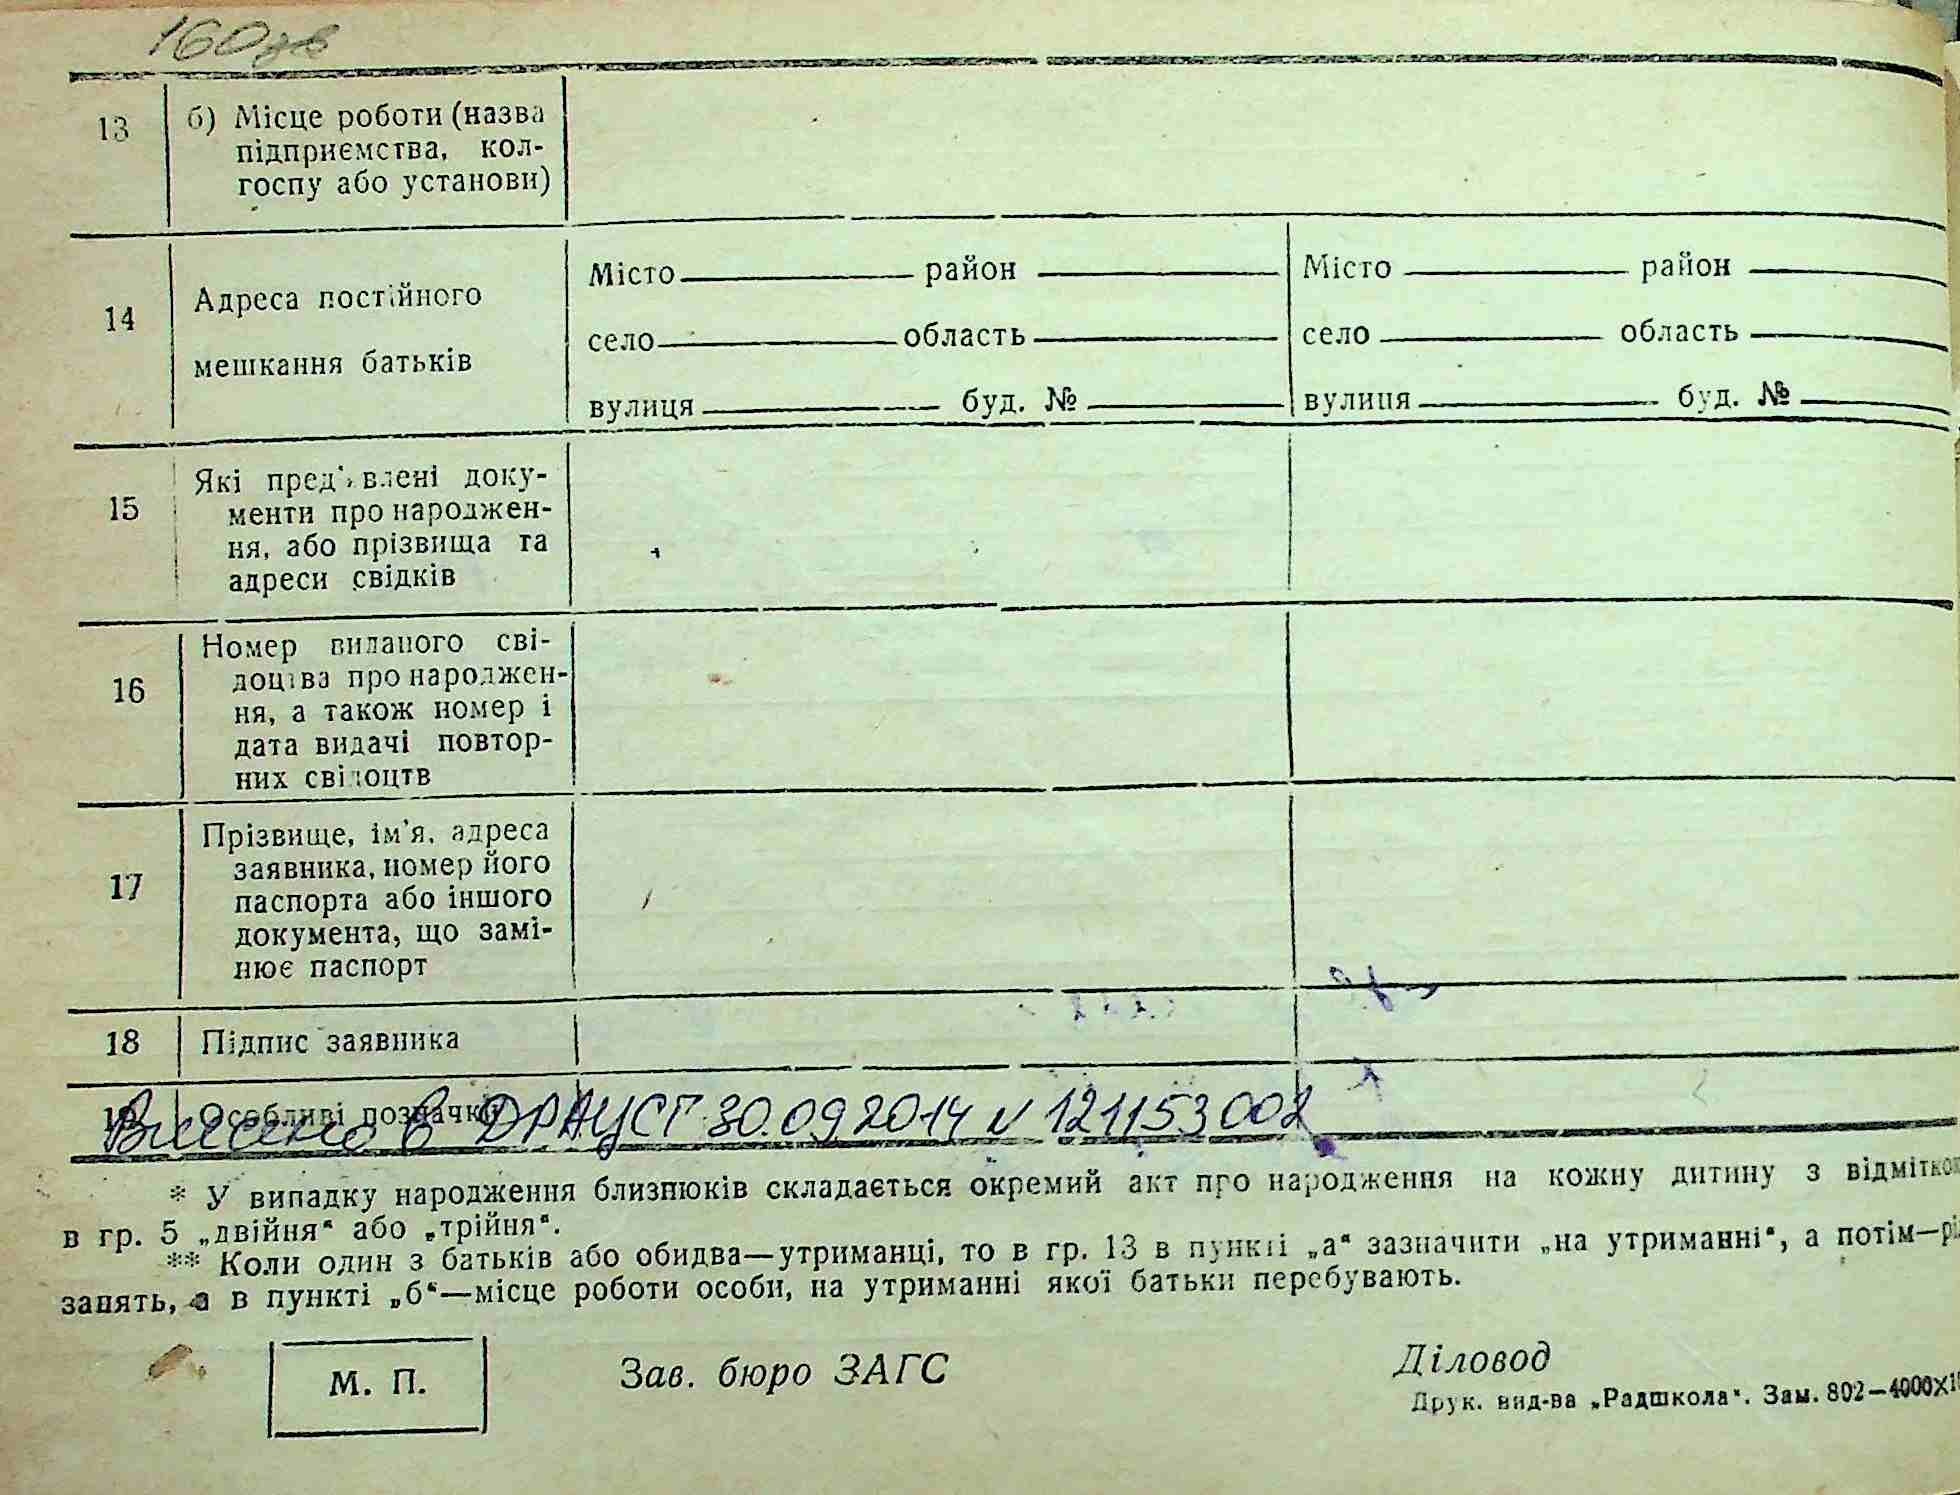 160зв
13 б) Місце роботи (назва
підприємства, кол-
госпу або установи)
14 Адреса постійного
мешкання батьків
Місто район Місто район
село область село область
вулиця буд. № вулиця буд. №
15 Які пред'явлені доку-
менти про народжен-
ня, або прізвища та
адреси свідків
16 Номер виданого сві-
доцтва про народжен-
ня, а також номер і
дата видачі повтор-
них свідоцтв
17 Прізвище, ім'я, адреса
заявника, номер його
паспорта або іншого
документа, що замі-
нює паспорт
18 Підпис заявника
19 Особливі позначки
Внесено в ДРАЦСГ 30.09.2014 N 121153002
* У випадку народження близнюків складається окремий акт про народження на кожну дитину з відміткою
в гр. 5 „двійня“ або „трійня“.
** Коли один з батьків або обидва—утриманці, то в гр. 13 в пункті „а“ зазначити „на утриманні“, а потім—рі
занять, а в пункті „б“—місце роботи особи, на утриманні якої батьки перебувають.
М. П.
Зав. бюро ЗАГС
Діловод
Друк. вид-ва „Радшкола“. Зам. 802—4000×1